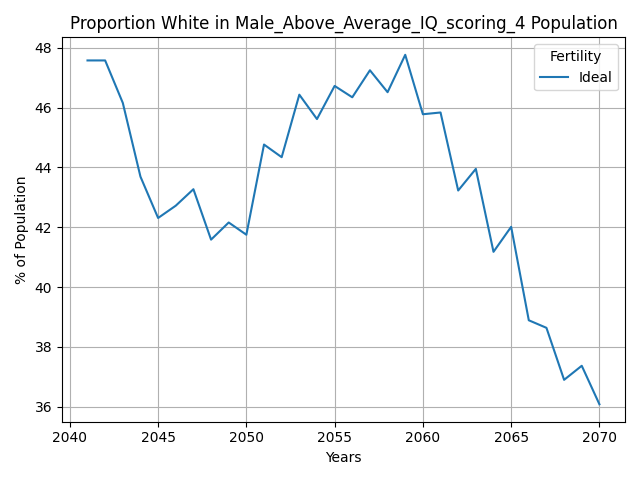 Proportion White in Male_Above_Average_IQ_scoring_4 Population
Fertility
Ideal
% of Population
48
46
44
42
40
38
36
2040 2045 2050 2055 2060 2065 2070
Years